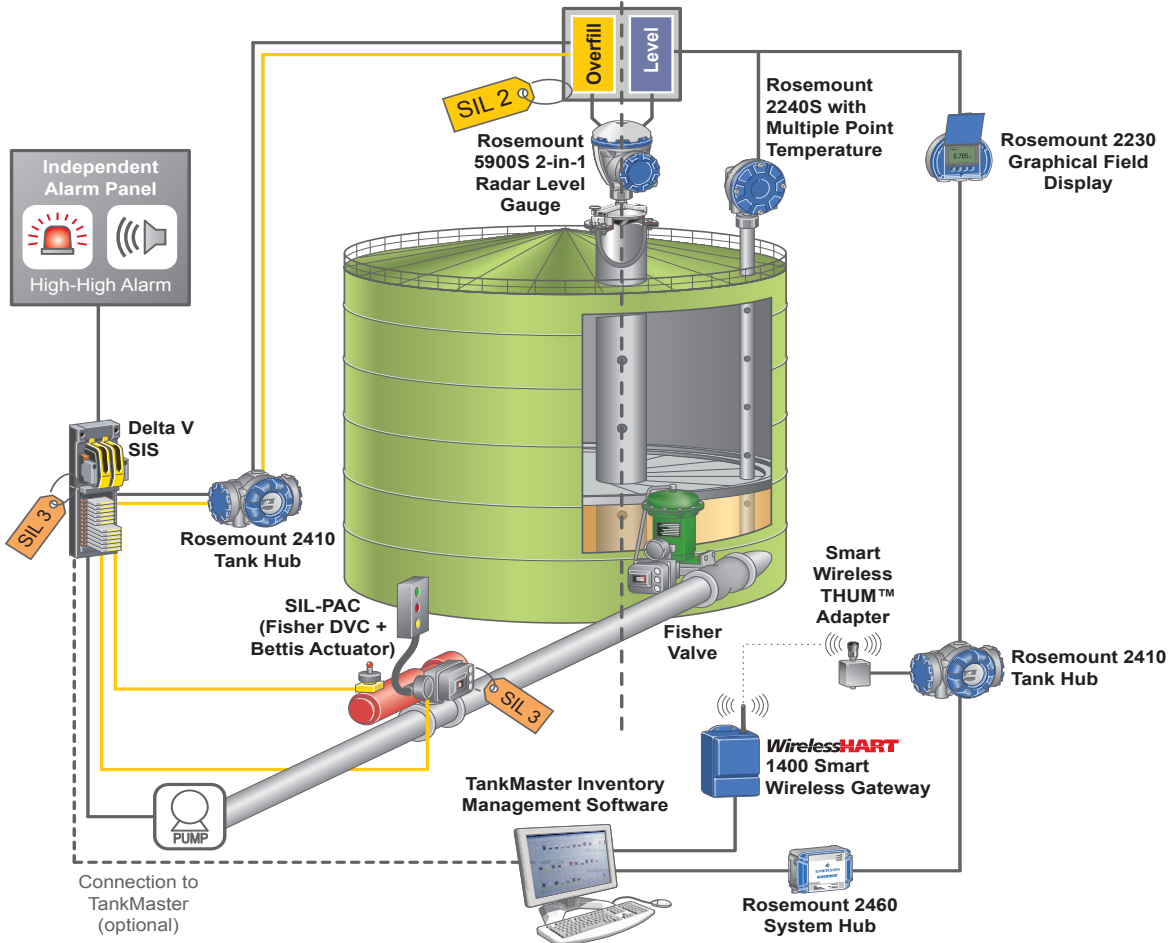 Overfill
Level
SIL 2
Rosemount
5900S 2-in-1
Radar Level
Gauge
Rosemount
2240S with
Multiple Point
Temperature
Rosemount 2230
Graphical Field
Display
Independent
Alarm Panel
High-High Alarm
Delta V
SIS
SIL 3
Rosemount 2410
Tank Hub
SIL-PAC
(Fisher DVC +
Bettis Actuator)
SIL 3
Fisher
Valve
Smart
Wireless
THUM™
Adapter
Rosemount 2410
Tank Hub
WirelessHART
1400 Smart
Wireless Gateway
TankMaster Inventory
Management Software
PUMP
Connection to
TankMaster
(optional)
EMERSON
Rosemount 2460
System Hub